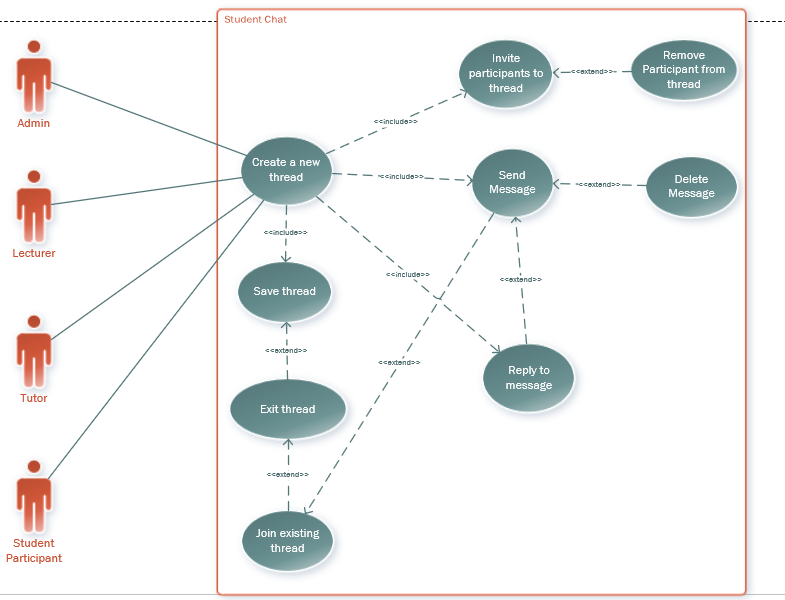 Student Chat
Invite
participants to
thread
<<extend>>
Remove
Participant from
thread
Admin
<<include>>
Create a new
thread
<<include>>
Send
Message
<<extend>>
Delete
Message
Lecturer
<<include>>
<<include>>
<<extend>>
Save thread
<<extend>>
<<extend>>
Reply to
message
Tutor
Exit thread
<<extend>>
Join existing
thread
Student
Participant